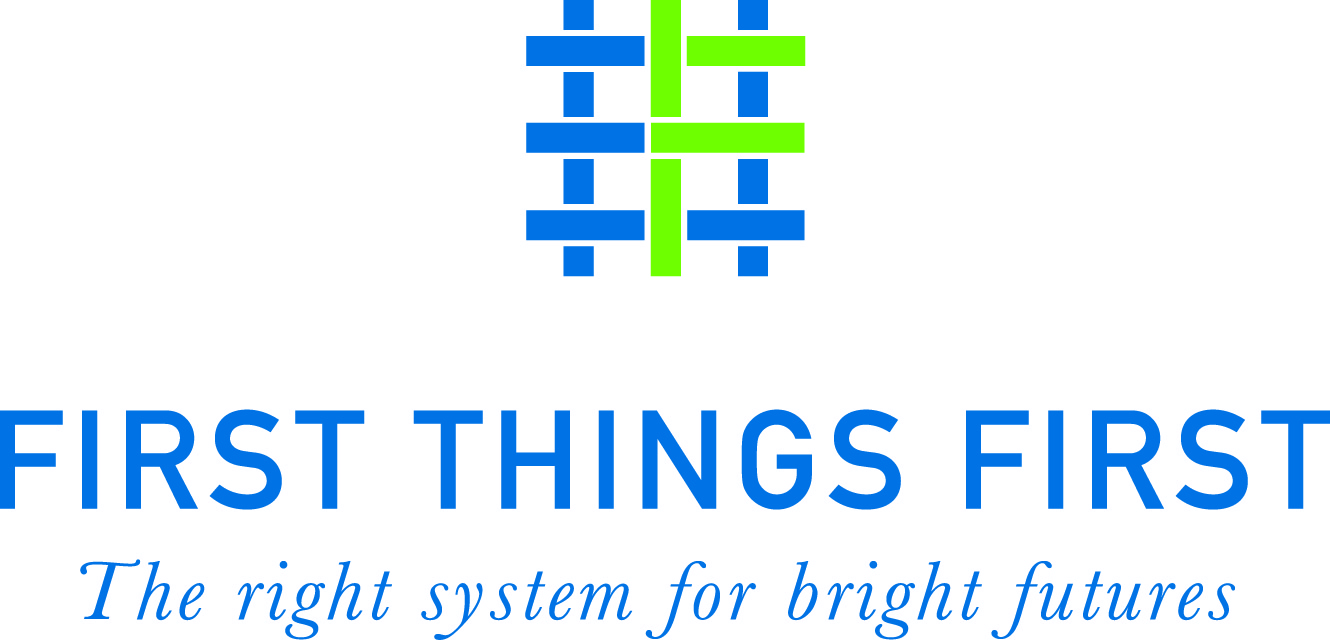 FIRST THINGS FIRST
The right system for bright futures